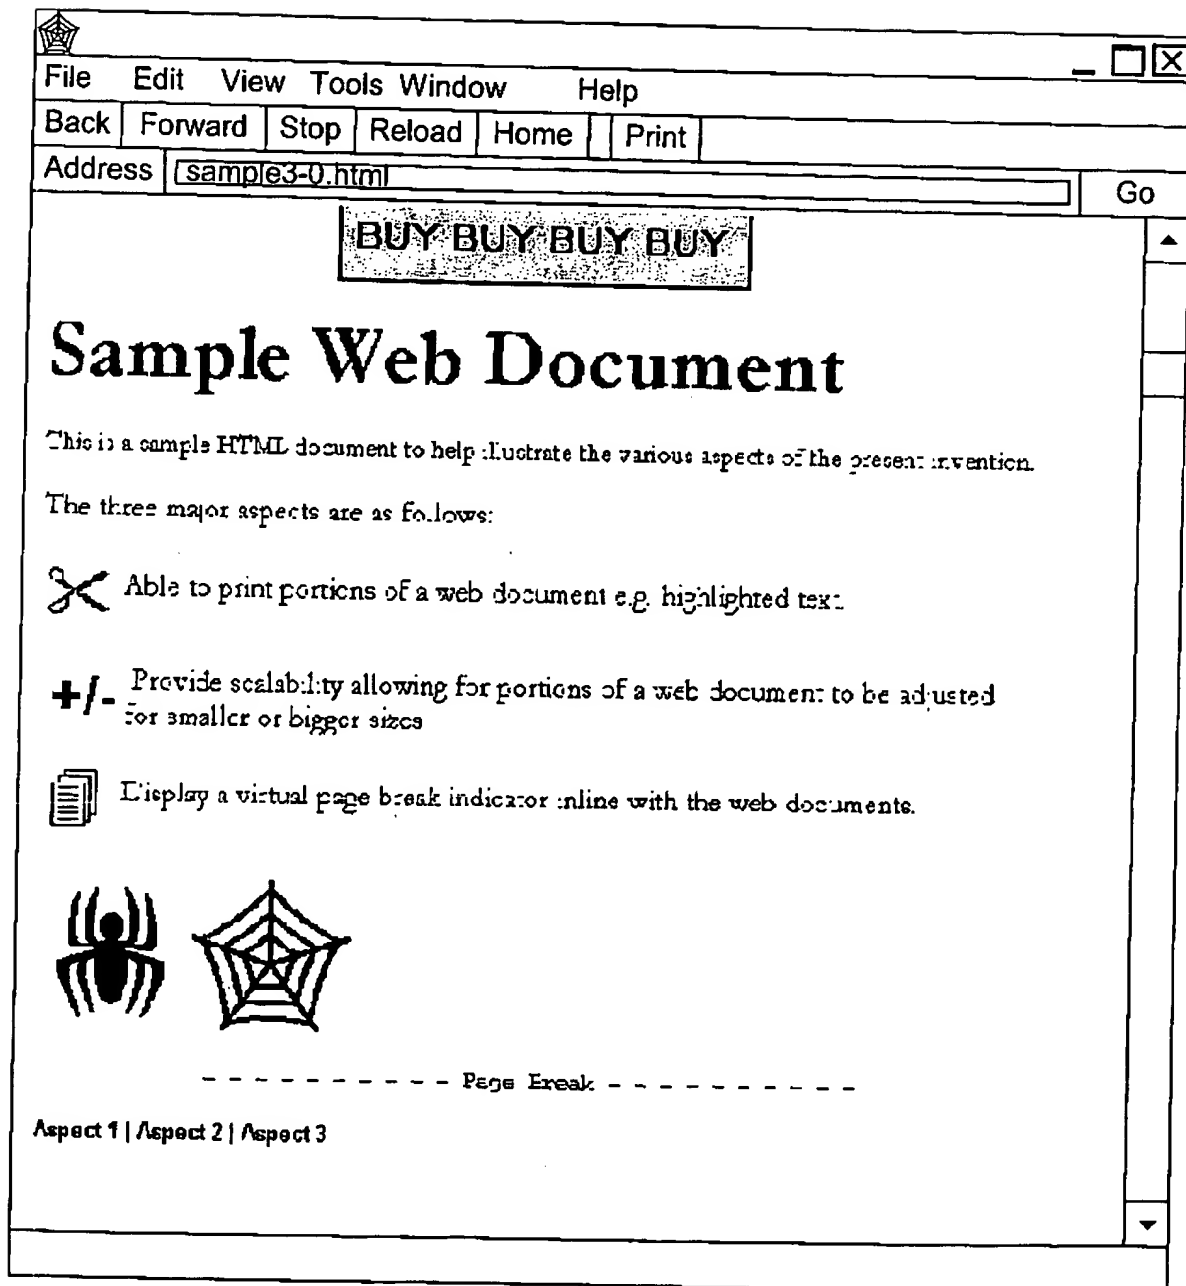 File Edit View Tools Window Help
Back Forward Stop Reload Home Print
Address sample3-0.html Go
BUY BUY BUY BUY
Sample Web Document
This is a sample HTML document to help illustrate the various aspects of the present invention.
The three major aspects are as follows:
Able to print portions of a web document e.g. highlighted text
+/- Provide scalability allowing for portions of a web document to be adjusted
for smaller or bigger sizes
Display a virtual page break indicator inline with the web documents.
- - - - - - - - - - - Page Break - - - - - - - - - - -
Aspect 1 | Aspect 2 | Aspect 3